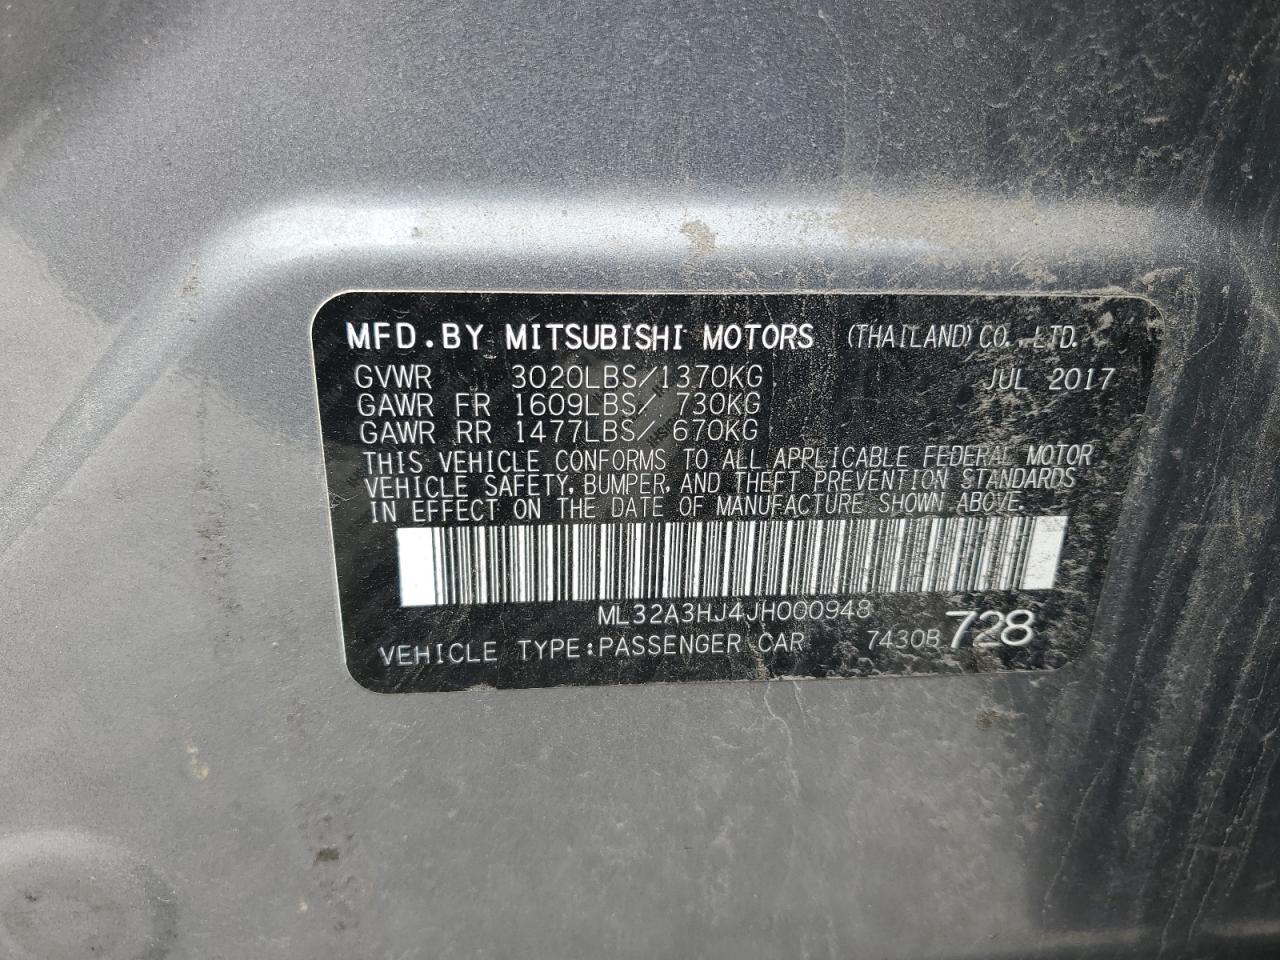 MFD.BY MITSUBISHI MOTORS (THAILAND) CO.,LTD.
GVWR 3020LBS/1370KG JUL 2017
GAWR FR 1609LBS/ 730KG
GAWR RR 1477LBS/ 670KG
THIS VEHICLE CONFORMS TO ALL APPLICABLE FEDERAL MOTOR
VEHICLE SAFETY, BUMPER, AND THEFT PREVENTION STANDARDS
IN EFFECT ON THE DATE OF MANUFACTURE SHOWN ABOVE.
ML32A3HJ4JH000948
VEHICLE TYPE:PASSENGER CAR 7430B 728